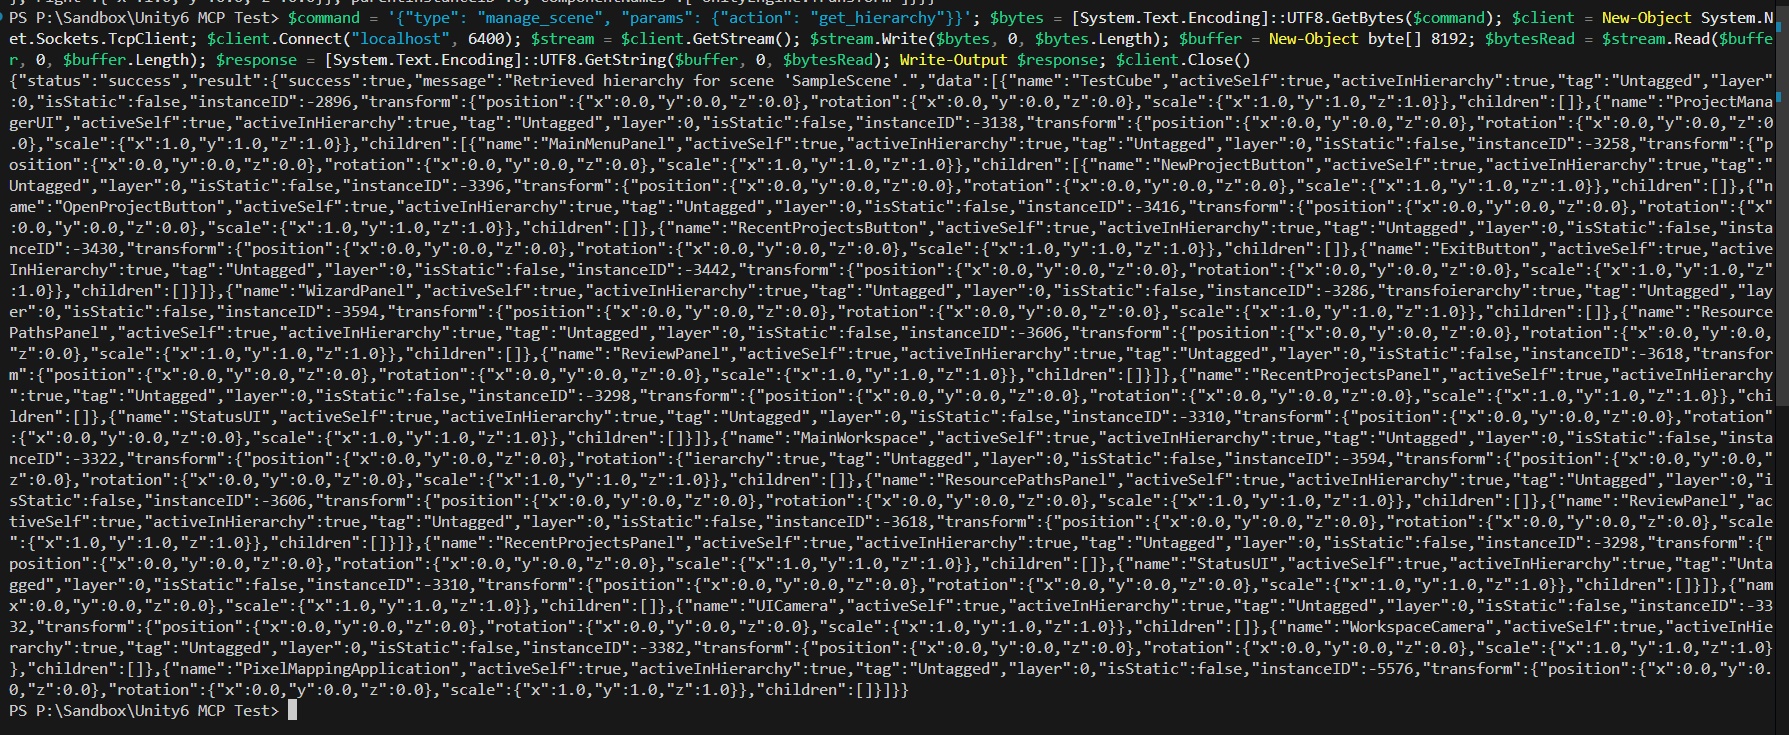 }, right :{ x :0.0, y :0.0, z :0.0}}, parentInstanceID :0, componentNames :[ UnityEngine.Transform ]}}}
PS P:\Sandbox\Unity6 MCP Test> $command = '{"type": "manage_scene", "params": {"action": "get_hierarchy"}}'; $bytes = [System.Text.Encoding]::UTF8.GetBytes($command); $client = New-Object System.N
et.Sockets.TcpClient; $client.Connect("localhost", 6400); $stream = $client.GetStream(); $stream.Write($bytes, 0, $bytes.Length); $buffer = New-Object byte[] 8192; $bytesRead = $stream.Read($buffe
r, 0, $buffer.Length); $response = [System.Text.Encoding]::UTF8.GetString($buffer, 0, $bytesRead); Write-Output $response; $client.Close()
{"status":"success","result":{"success":true,"message":"Retrieved hierarchy for scene 'SampleScene'.","data":[{"name":"TestCube","activeSelf":true,"activeInHierarchy":true,"tag":"Untagged","layer"
:0,"isStatic":false,"instanceID":-2896,"transform":{"position":{"x":0.0,"y":0.0,"z":0.0},"rotation":{"x":0.0,"y":0.0,"z":0.0},"scale":{"x":1.0,"y":1.0,"z":1.0}},"children":[]},{"name":"ProjectMana
gerUI","activeSelf":true,"activeInHierarchy":true,"tag":"Untagged","layer":0,"isStatic":false,"instanceID":-3138,"transform":{"position":{"x":0.0,"y":0.0,"z":0.0},"rotation":{"x":0.0,"y":0.0,"z":0
.0},"scale":{"x":1.0,"y":1.0,"z":1.0}},"children":[{"name":"MainMenuPanel","activeSelf":true,"activeInHierarchy":true,"tag":"Untagged","layer":0,"isStatic":false,"instanceID":-3258,"transform":{"p
osition":{"x":0.0,"y":0.0,"z":0.0},"rotation":{"x":0.0,"y":0.0,"z":0.0},"scale":{"x":1.0,"y":1.0,"z":1.0}},"children":[{"name":"NewProjectButton","activeSelf":true,"activeInHierarchy":true,"tag":"
Untagged","layer":0,"isStatic":false,"instanceID":-3396,"transform":{"position":{"x":0.0,"y":0.0,"z":0.0},"rotation":{"x":0.0,"y":0.0,"z":0.0},"scale":{"x":1.0,"y":1.0,"z":1.0}},"children":[]},{"n
ame":"OpenProjectButton","activeSelf":true,"activeInHierarchy":true,"tag":"Untagged","layer":0,"isStatic":false,"instanceID":-3416,"transform":{"position":{"x":0.0,"y":0.0,"z":0.0},"rotation":{"x"
:0.0,"y":0.0,"z":0.0},"scale":{"x":1.0,"y":1.0,"z":1.0}},"children":[]},{"name":"RecentProjectsButton","activeSelf":true,"activeInHierarchy":true,"tag":"Untagged","layer":0,"isStatic":false,"insta
nceID":-3430,"transform":{"position":{"x":0.0,"y":0.0,"z":0.0},"rotation":{"x":0.0,"y":0.0,"z":0.0},"scale":{"x":1.0,"y":1.0,"z":1.0}},"children":[]},{"name":"ExitButton","activeSelf":true,"active
InHierarchy":true,"tag":"Untagged","layer":0,"isStatic":false,"instanceID":-3442,"transform":{"position":{"x":0.0,"y":0.0,"z":0.0},"rotation":{"x":0.0,"y":0.0,"z":0.0},"scale":{"x":1.0,"y":1.0,"z"
:1.0}},"children":[]}]},{"name":"WizardPanel","activeSelf":true,"activeInHierarchy":true,"tag":"Untagged","layer":0,"isStatic":false,"instanceID":-3286,"transfoierarchy":true,"tag":"Untagged","lay
er":0,"isStatic":false,"instanceID":-3594,"transform":{"position":{"x":0.0,"y":0.0,"z":0.0},"rotation":{"x":0.0,"y":0.0,"z":0.0},"scale":{"x":1.0,"y":1.0,"z":1.0}},"children":[]},{"name":"Resource
PathsPanel","activeSelf":true,"activeInHierarchy":true,"tag":"Untagged","layer":0,"isStatic":false,"instanceID":-3606,"transform":{"position":{"x":0.0,"y":0.0,"z":0.0},"rotation":{"x":0.0,"y":0.0,
"z":0.0},"scale":{"x":1.0,"y":1.0,"z":1.0}},"children":[]},{"name":"ReviewPanel","activeSelf":true,"activeInHierarchy":true,"tag":"Untagged","layer":0,"isStatic":false,"instanceID":-3618,"transfor
m":{"position":{"x":0.0,"y":0.0,"z":0.0},"rotation":{"x":0.0,"y":0.0,"z":0.0},"scale":{"x":1.0,"y":1.0,"z":1.0}},"children":[]}]},{"name":"RecentProjectsPanel","activeSelf":true,"activeInHierarchy
":true,"tag":"Untagged","layer":0,"isStatic":false,"instanceID":-3298,"transform":{"position":{"x":0.0,"y":0.0,"z":0.0},"rotation":{"x":0.0,"y":0.0,"z":0.0},"scale":{"x":1.0,"y":1.0,"z":1.0}},"chi
ldren":[]},{"name":"StatusUI","activeSelf":true,"activeInHierarchy":true,"tag":"Untagged","layer":0,"isStatic":false,"instanceID":-3310,"transform":{"position":{"x":0.0,"y":0.0,"z":0.0},"rotation"
:{"x":0.0,"y":0.0,"z":0.0},"scale":{"x":1.0,"y":1.0,"z":1.0}},"children":[]}]},{"name":"MainWorkspace","activeSelf":true,"activeInHierarchy":true,"tag":"Untagged","layer":0,"isStatic":false,"insta
nceID":-3322,"transform":{"position":{"x":0.0,"y":0.0,"z":0.0},"rotation":{"ierarchy":true,"tag":"Untagged","layer":0,"isStatic":false,"instanceID":-3594,"transform":{"position":{"x":0.0,"y":0.0,"
z":0.0},"rotation":{"x":0.0,"y":0.0,"z":0.0},"scale":{"x":1.0,"y":1.0,"z":1.0}},"children":[]},{"name":"ResourcePathsPanel","activeSelf":true,"activeInHierarchy":true,"tag":"Untagged","layer":0,"i
sStatic":false,"instanceID":-3606,"transform":{"position":{"x":0.0,"y":0.0,"z":0.0},"rotation":{"x":0.0,"y":0.0,"z":0.0},"scale":{"x":1.0,"y":1.0,"z":1.0}},"children":[]},{"name":"ReviewPanel","ac
tiveSelf":true,"activeInHierarchy":true,"tag":"Untagged","layer":0,"isStatic":false,"instanceID":-3618,"transform":{"position":{"x":0.0,"y":0.0,"z":0.0},"rotation":{"x":0.0,"y":0.0,"z":0.0},"scale
":{"x":1.0,"y":1.0,"z":1.0}},"children":[]}]},{"name":"RecentProjectsPanel","activeSelf":true,"activeInHierarchy":true,"tag":"Untagged","layer":0,"isStatic":false,"instanceID":-3298,"transform":{"
position":{"x":0.0,"y":0.0,"z":0.0},"rotation":{"x":0.0,"y":0.0,"z":0.0},"scale":{"x":1.0,"y":1.0,"z":1.0}},"children":[]},{"name":"StatusUI","activeSelf":true,"activeInHierarchy":true,"tag":"Unta
gged","layer":0,"isStatic":false,"instanceID":-3310,"transform":{"position":{"x":0.0,"y":0.0,"z":0.0},"rotation":{"x":0.0,"y":0.0,"z":0.0},"scale":{"x":1.0,"y":1.0,"z":1.0}},"children":[]}]},{"nam
x":0.0,"y":0.0,"z":0.0},"scale":{"x":1.0,"y":1.0,"z":1.0}},"children":[]},{"name":"UICamera","activeSelf":true,"activeInHierarchy":true,"tag":"Untagged","layer":0,"isStatic":false,"instanceID":-33
32,"transform":{"position":{"x":0.0,"y":0.0,"z":0.0},"rotation":{"x":0.0,"y":0.0,"z":0.0},"scale":{"x":1.0,"y":1.0,"z":1.0}},"children":[]},{"name":"WorkspaceCamera","activeSelf":true,"activeInHie
rarchy":true,"tag":"Untagged","layer":0,"isStatic":false,"instanceID":-3382,"transform":{"position":{"x":0.0,"y":0.0,"z":0.0},"rotation":{"x":0.0,"y":0.0,"z":0.0},"scale":{"x":1.0,"y":1.0,"z":1.0}
},"children":[]},{"name":"PixelMappingApplication","activeSelf":true,"activeInHierarchy":true,"tag":"Untagged","layer":0,"isStatic":false,"instanceID":-5576,"transform":{"position":{"x":0.0,"y":0.
0,"z":0.0},"rotation":{"x":0.0,"y":0.0,"z":0.0},"scale":{"x":1.0,"y":1.0,"z":1.0}},"children":[]}]}}
PS P:\Sandbox\Unity6 MCP Test>